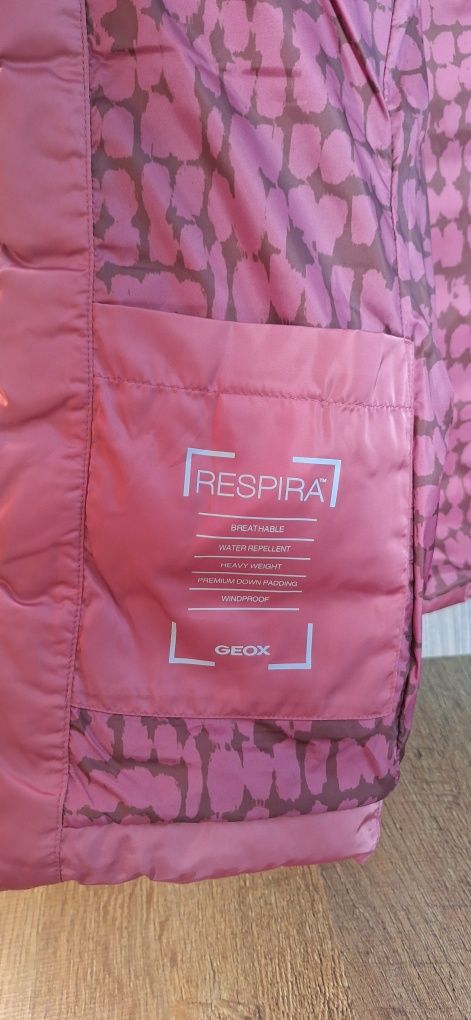 RESPIRA™
BREATHABLE
WATER REPELLENT
HEAVY WEIGHT
PREMIUM DOWN PADDING
WINDPROOF
GEOX